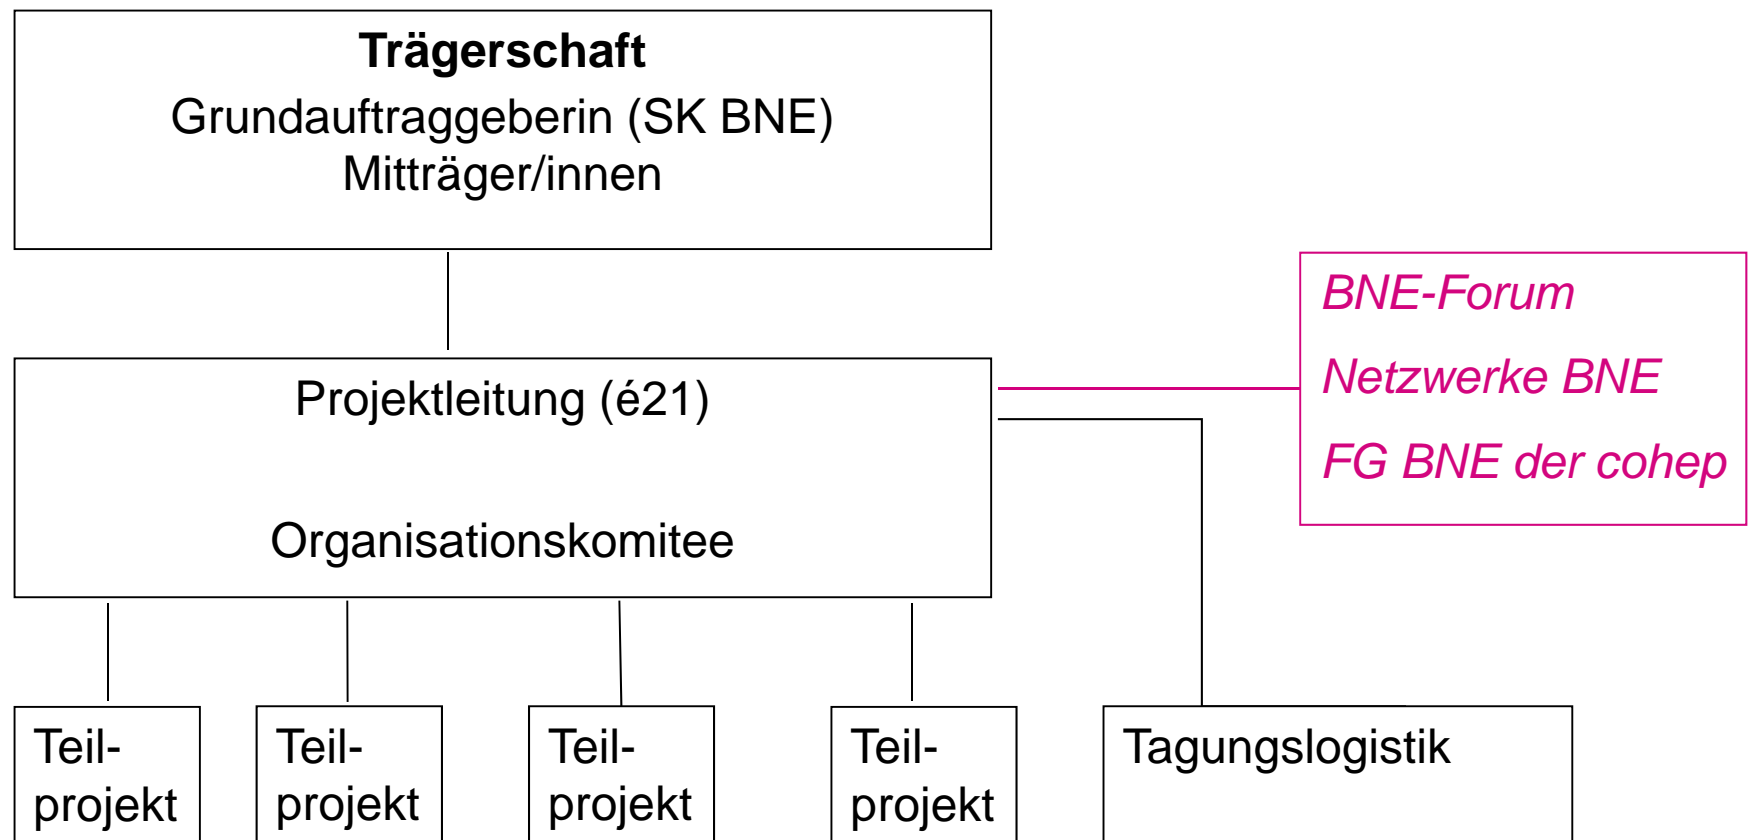 Trägerschaft
Grundauftraggeberin (SK BNE)
Mitträger/innen
BNE-Forum
Netzwerke BNE
FG BNE der cohep
Projektleitung (é21)
Organisationskomitee
Teil-
projekt
Teil-
projekt
Teil-
projekt
Teil-
projekt
Tagungslogistik